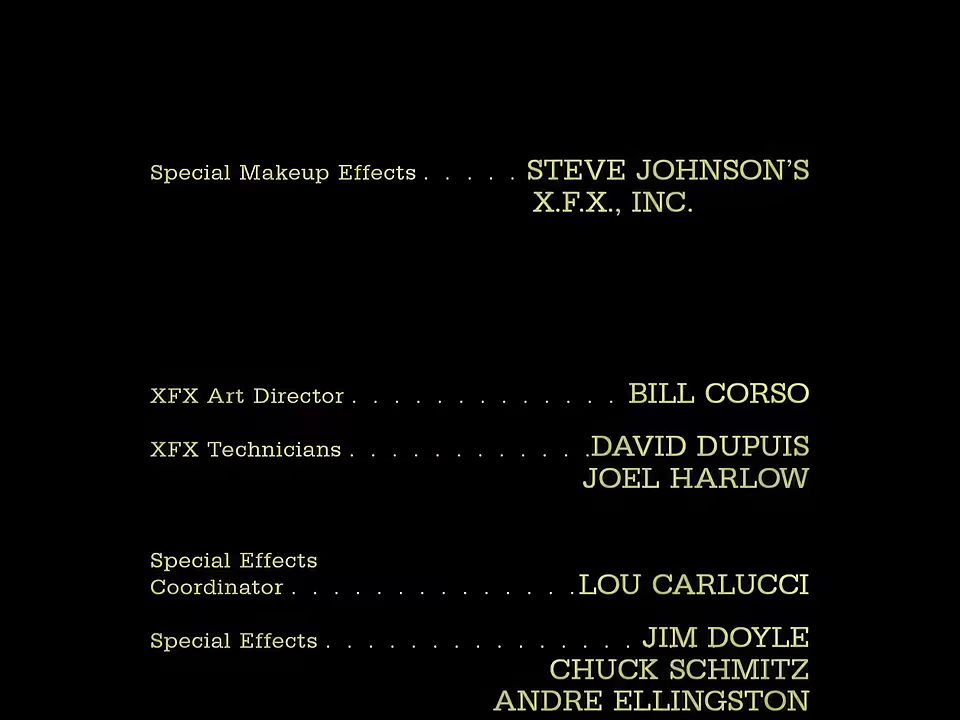 Special Makeup Effects . . . . . STEVE JOHNSON'S
X.F.X., INC.
XFX Art Director . . . . . . . . . . . . . BILL CORSO
XFX Technicians . . . . . . . . . . . .DAVID DUPUIS
JOEL HARLOW
Special Effects
Coordinator . . . . . . . . . . . . . .LOU CARLUCCI
Special Effects . . . . . . . . . . . . . . . JIM DOYLE
CHUCK SCHMITZ
ANDRE ELLINGSTON